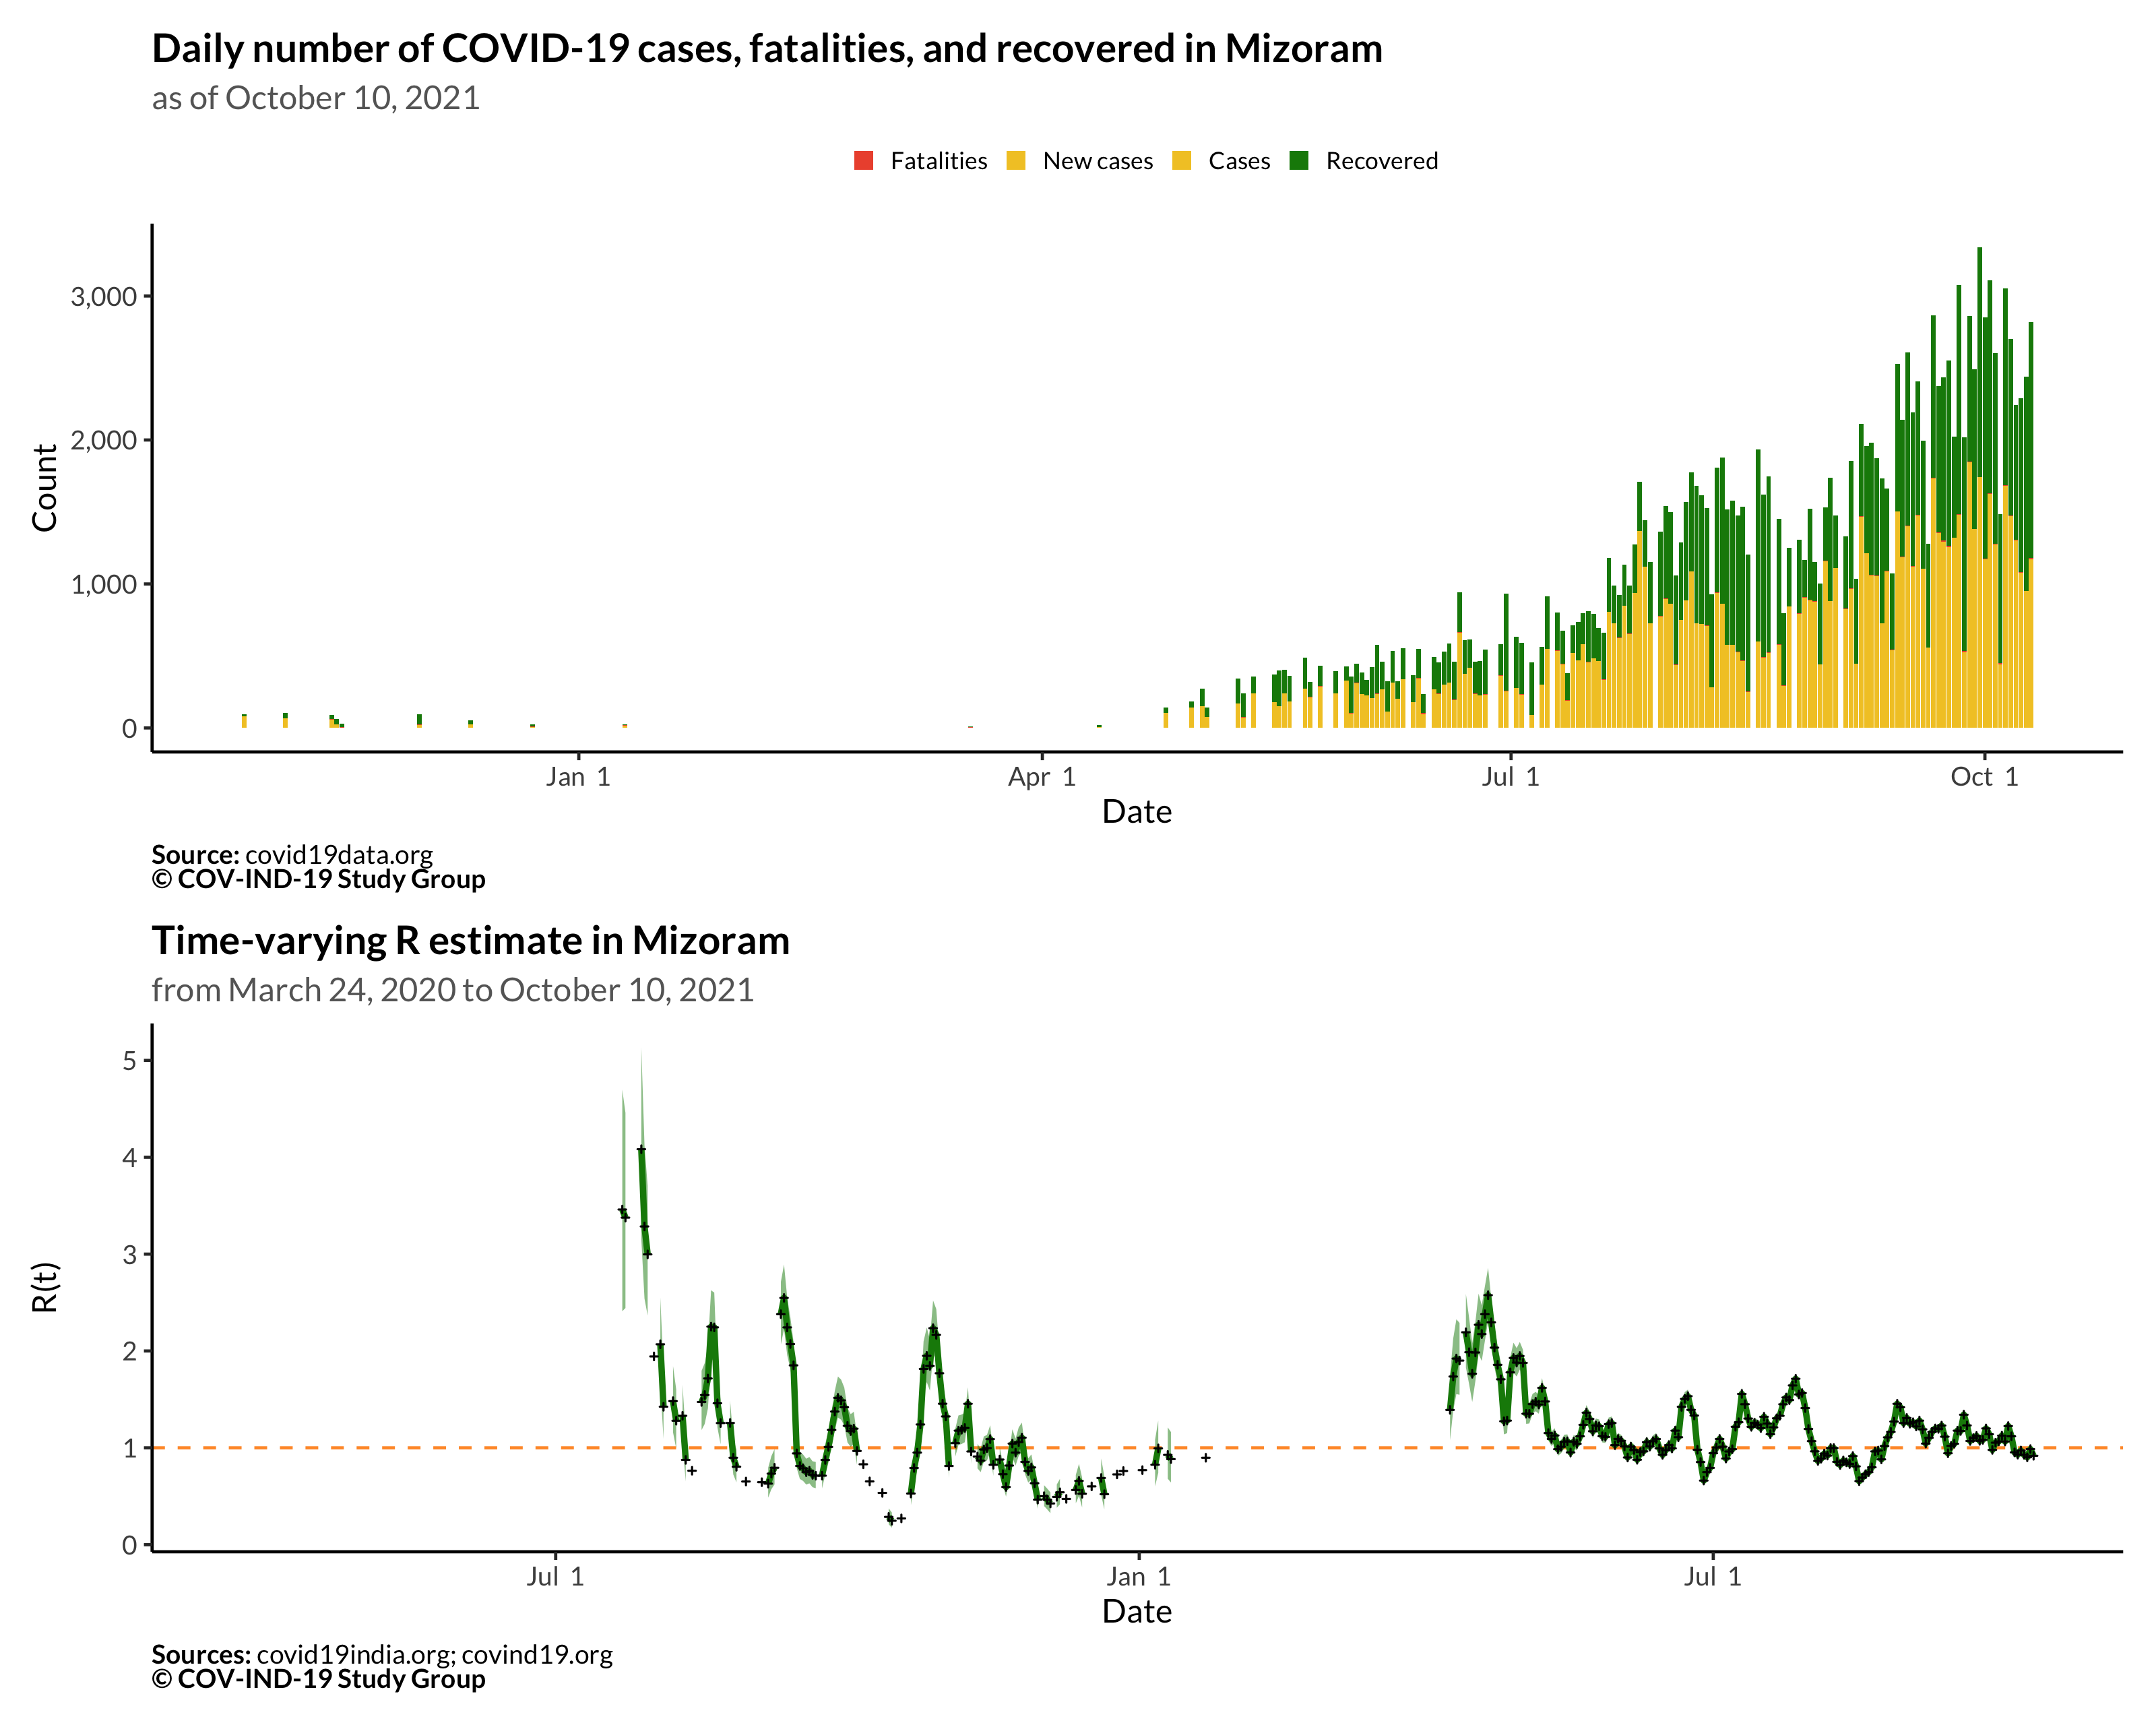 Daily number of COVID-19 cases, fatalities, and recovered in Mizoram
as of October 10, 2021
Fatalities New cases Cases Recovered
3,000
2,000
1,000
0
Count
Jan 1 Apr 1 Jul 1 Oct 1
Date
Source: covid19data.org
© COV-IND-19 Study Group
Time-varying R estimate in Mizoram
from March 24, 2020 to October 10, 2021
5
4
3
2
1
0
R(t)
Jul 1 Jan 1 Jul 1
Date
Sources: covid19india.org; covind19.org
© COV-IND-19 Study Group